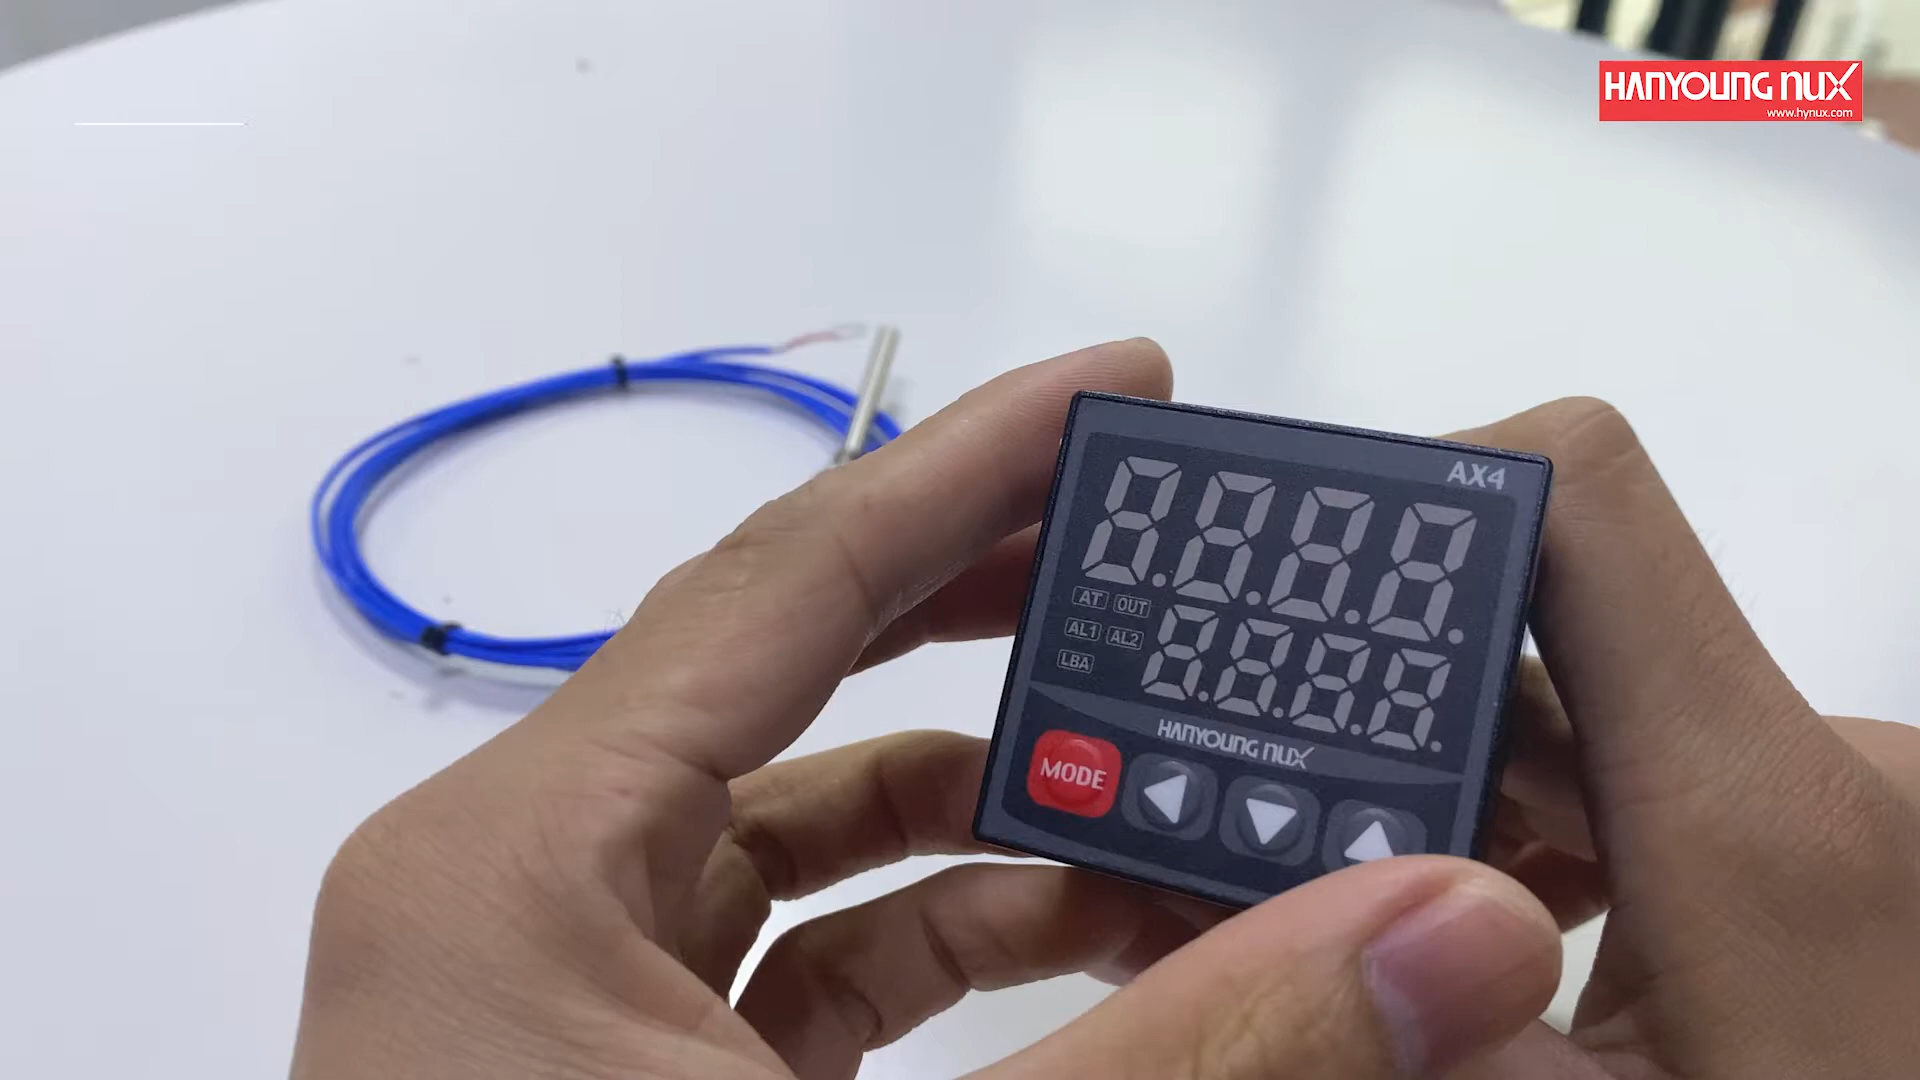 HANYOUNG NUX
www.hynux.com
AX4
AT OUT
AL1 AL2
LBA
HANYOUNG NUX
MODE